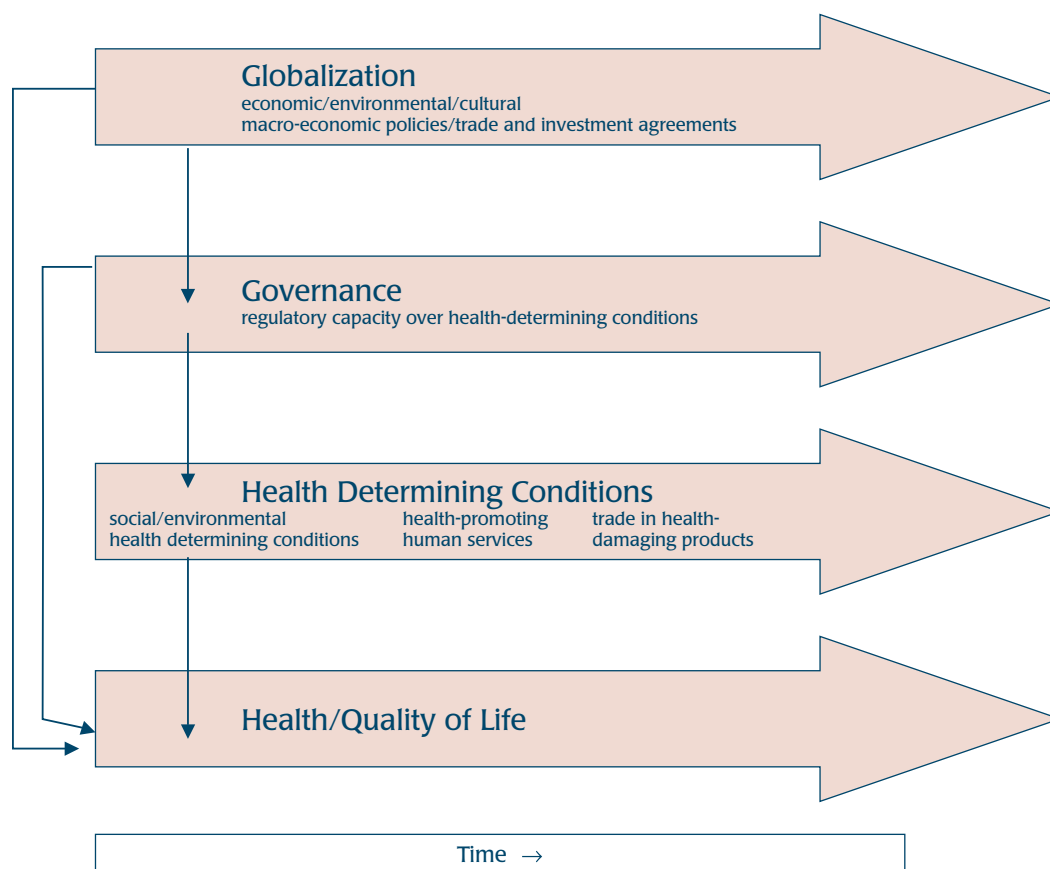 Globalization
economic/environmental/cultural
macro-economic policies/trade and investment agreements
Governance
regulatory capacity over health-determining conditions
Health Determining Conditions
social/environmental
health determining conditions
health-promoting
human services
trade in health-
damaging products
Health/Quality of Life
Time →